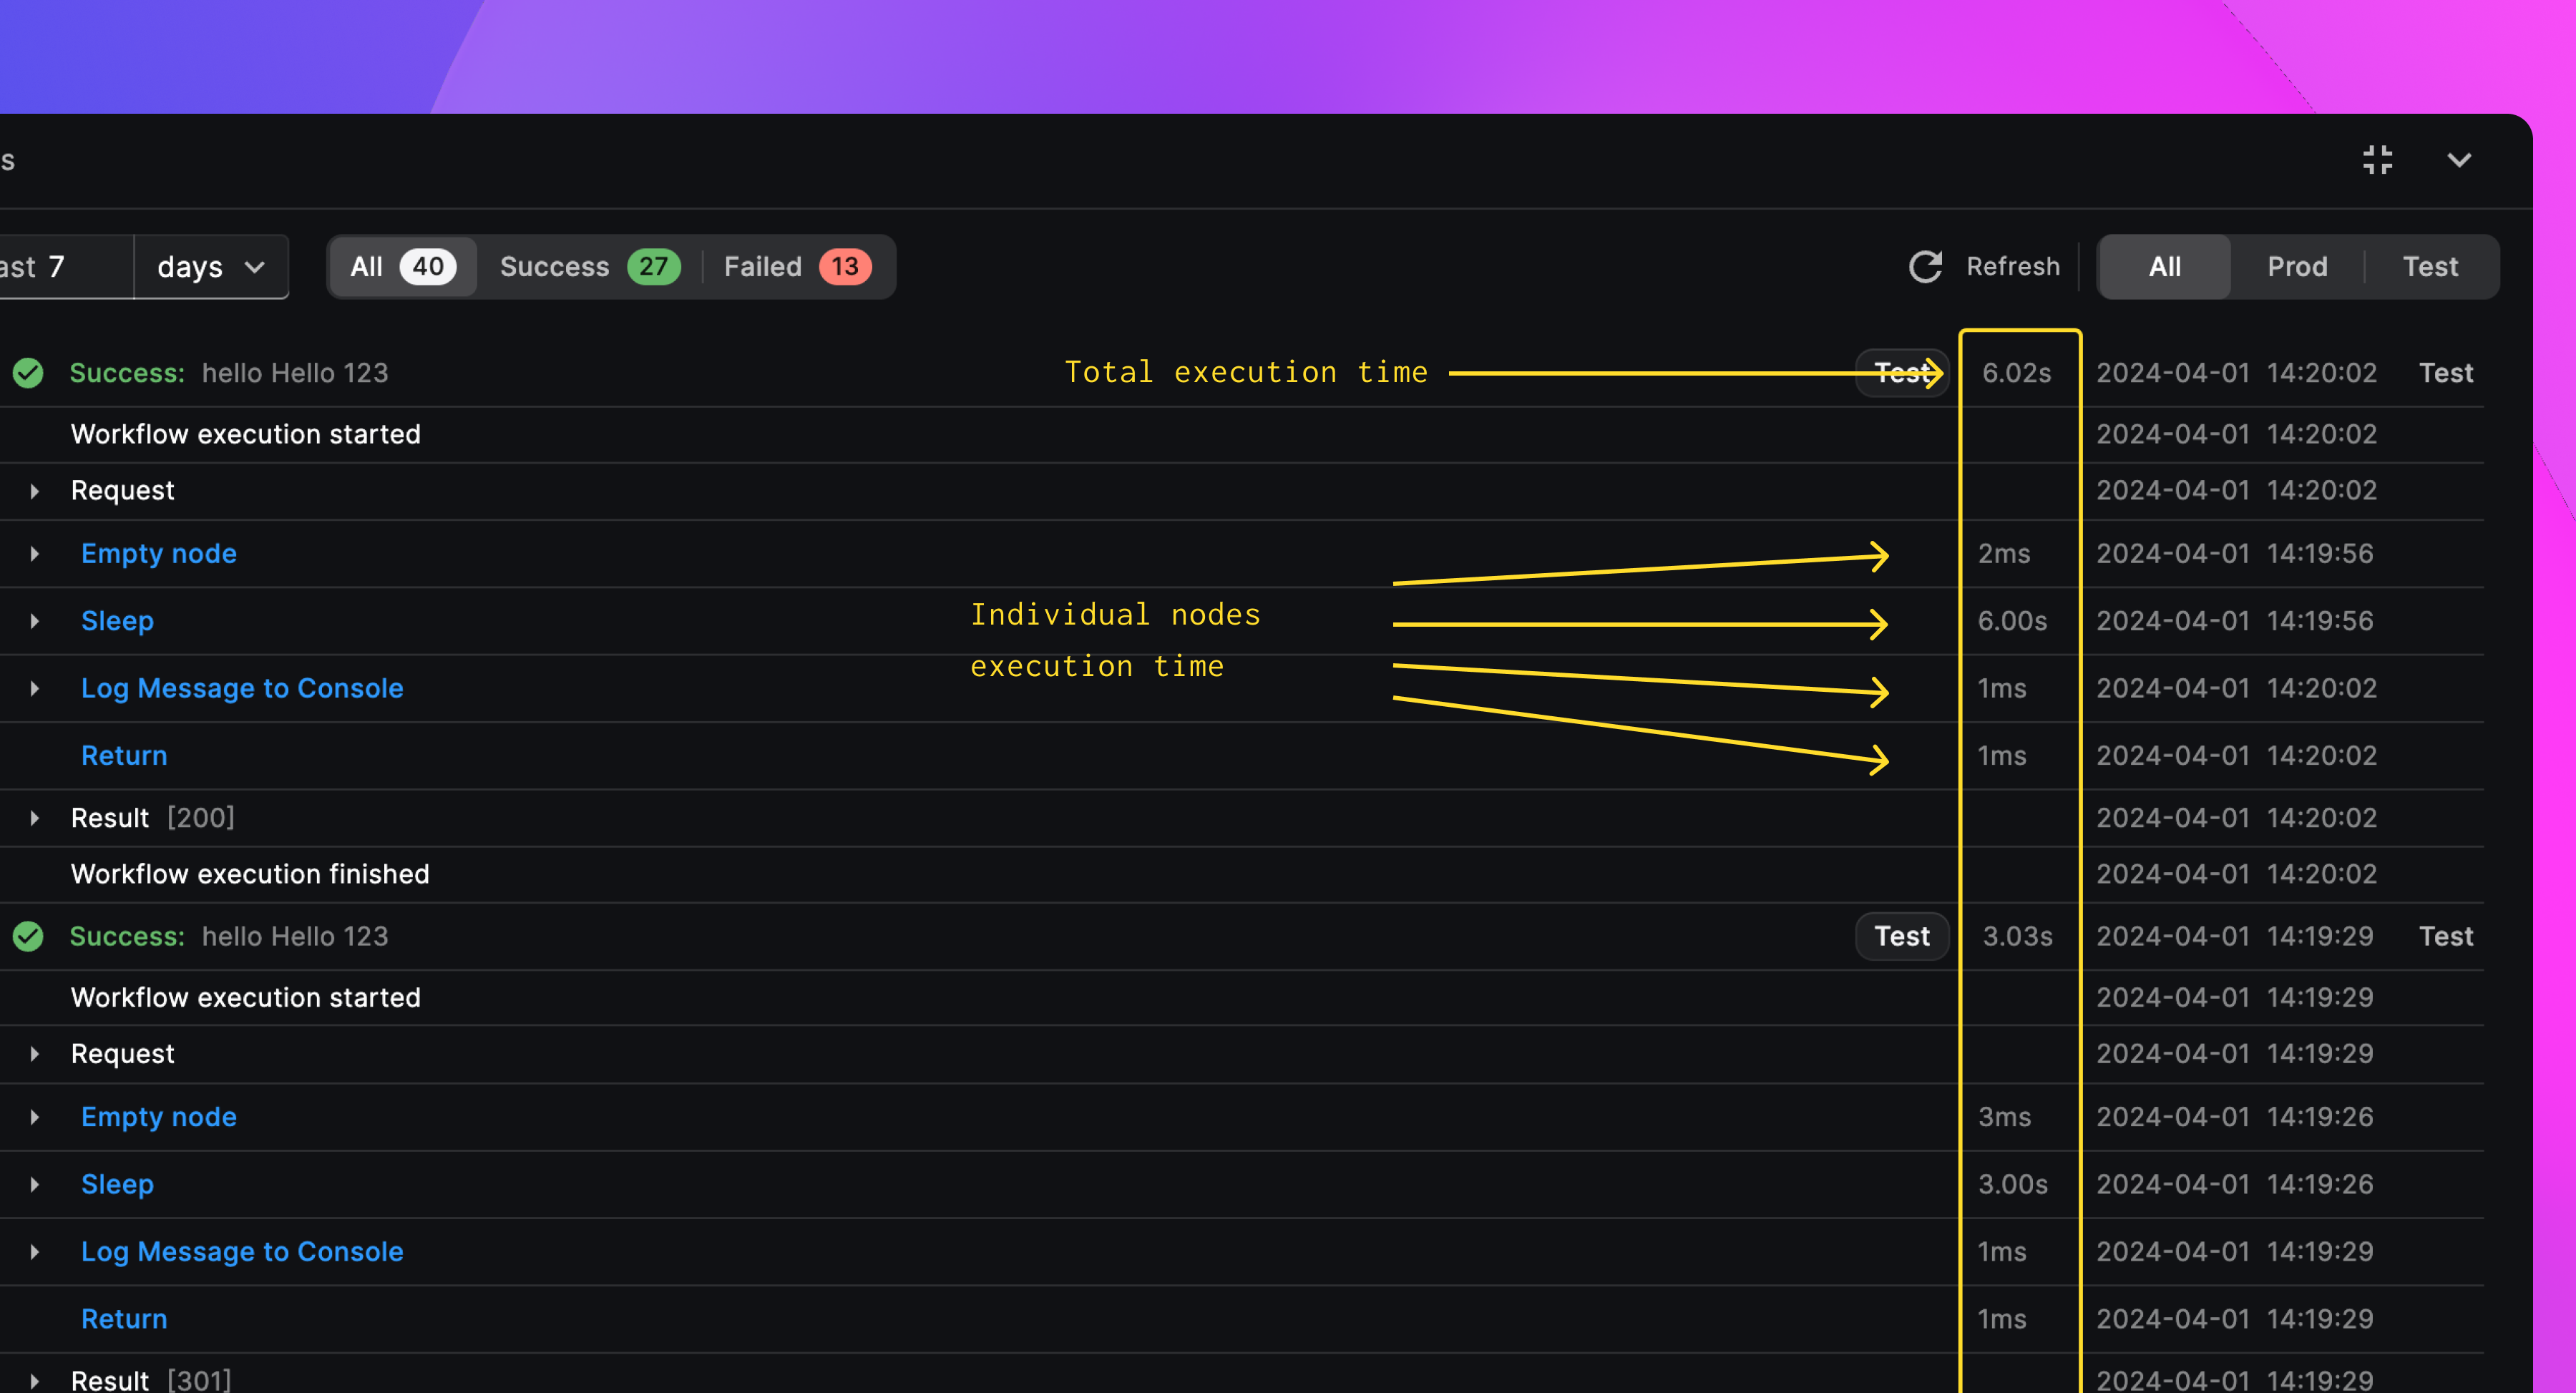 s
ast 7 days All 40 Success 27 Failed 13 Refresh All Prod Test
Success: hello Hello 123 Total execution time Test 6.02s 2024-04-01 14:20:02 Test
Workflow execution started 2024-04-01 14:20:02
Request 2024-04-01 14:20:02
Empty node 2ms 2024-04-01 14:19:56
Individual nodes
Sleep 6.00s 2024-04-01 14:19:56
execution time
Log Message to Console 1ms 2024-04-01 14:20:02
Return 1ms 2024-04-01 14:20:02
Result [200] 2024-04-01 14:20:02
Workflow execution finished 2024-04-01 14:20:02
Success: hello Hello 123 Test 3.03s 2024-04-01 14:19:29 Test
Workflow execution started 2024-04-01 14:19:29
Request 2024-04-01 14:19:29
Empty node 3ms 2024-04-01 14:19:26
Sleep 3.00s 2024-04-01 14:19:26
Log Message to Console 1ms 2024-04-01 14:19:29
Return 1ms 2024-04-01 14:19:29
Result [301] 2024-04-01 14:19:29